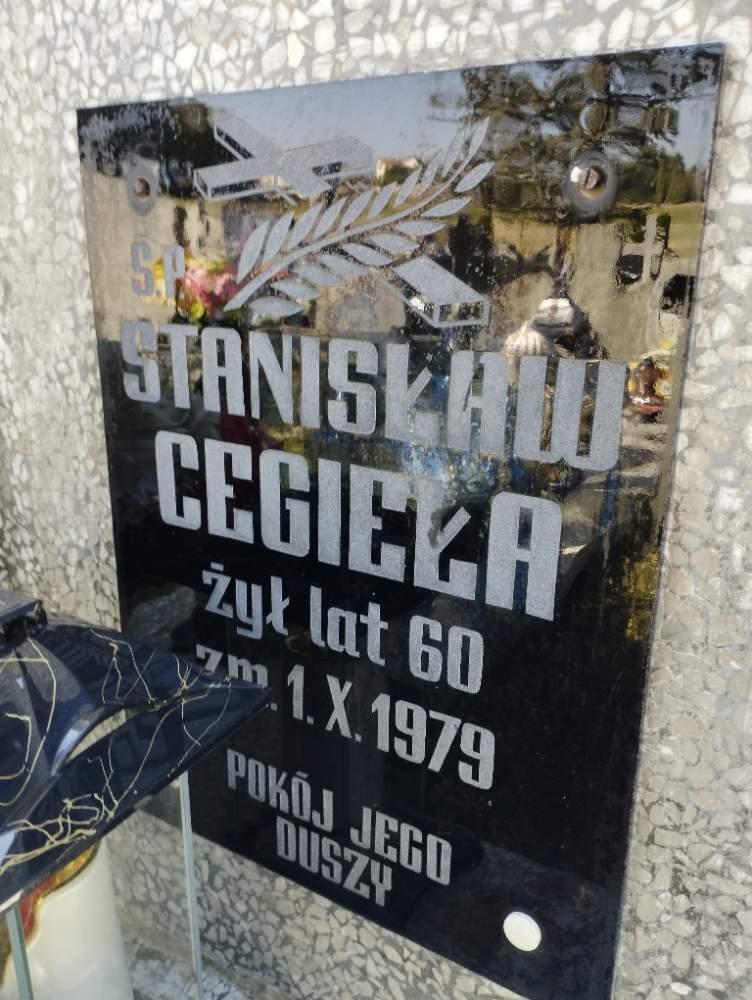 Ś.P.
STANISŁAW
CEGIEŁA
żył lat 60
zm. 1. X. 1979
POKÓJ JEGO
DUSZY